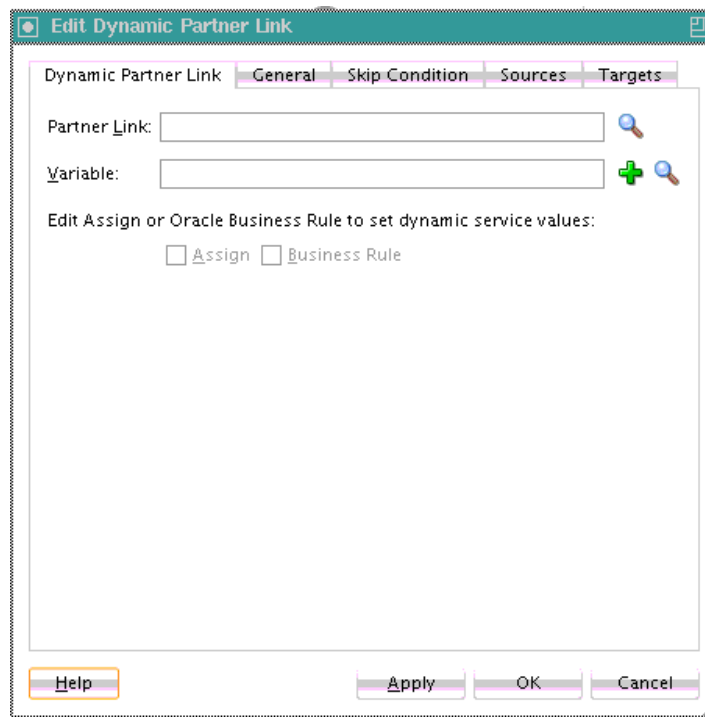 Edit Dynamic Partner Link
Dynamic Partner Link General Skip Condition Sources Targets
Partner Link:
Variable:
Edit Assign or Oracle Business Rule to set dynamic service values:
Assign Business Rule
Help Apply OK Cancel